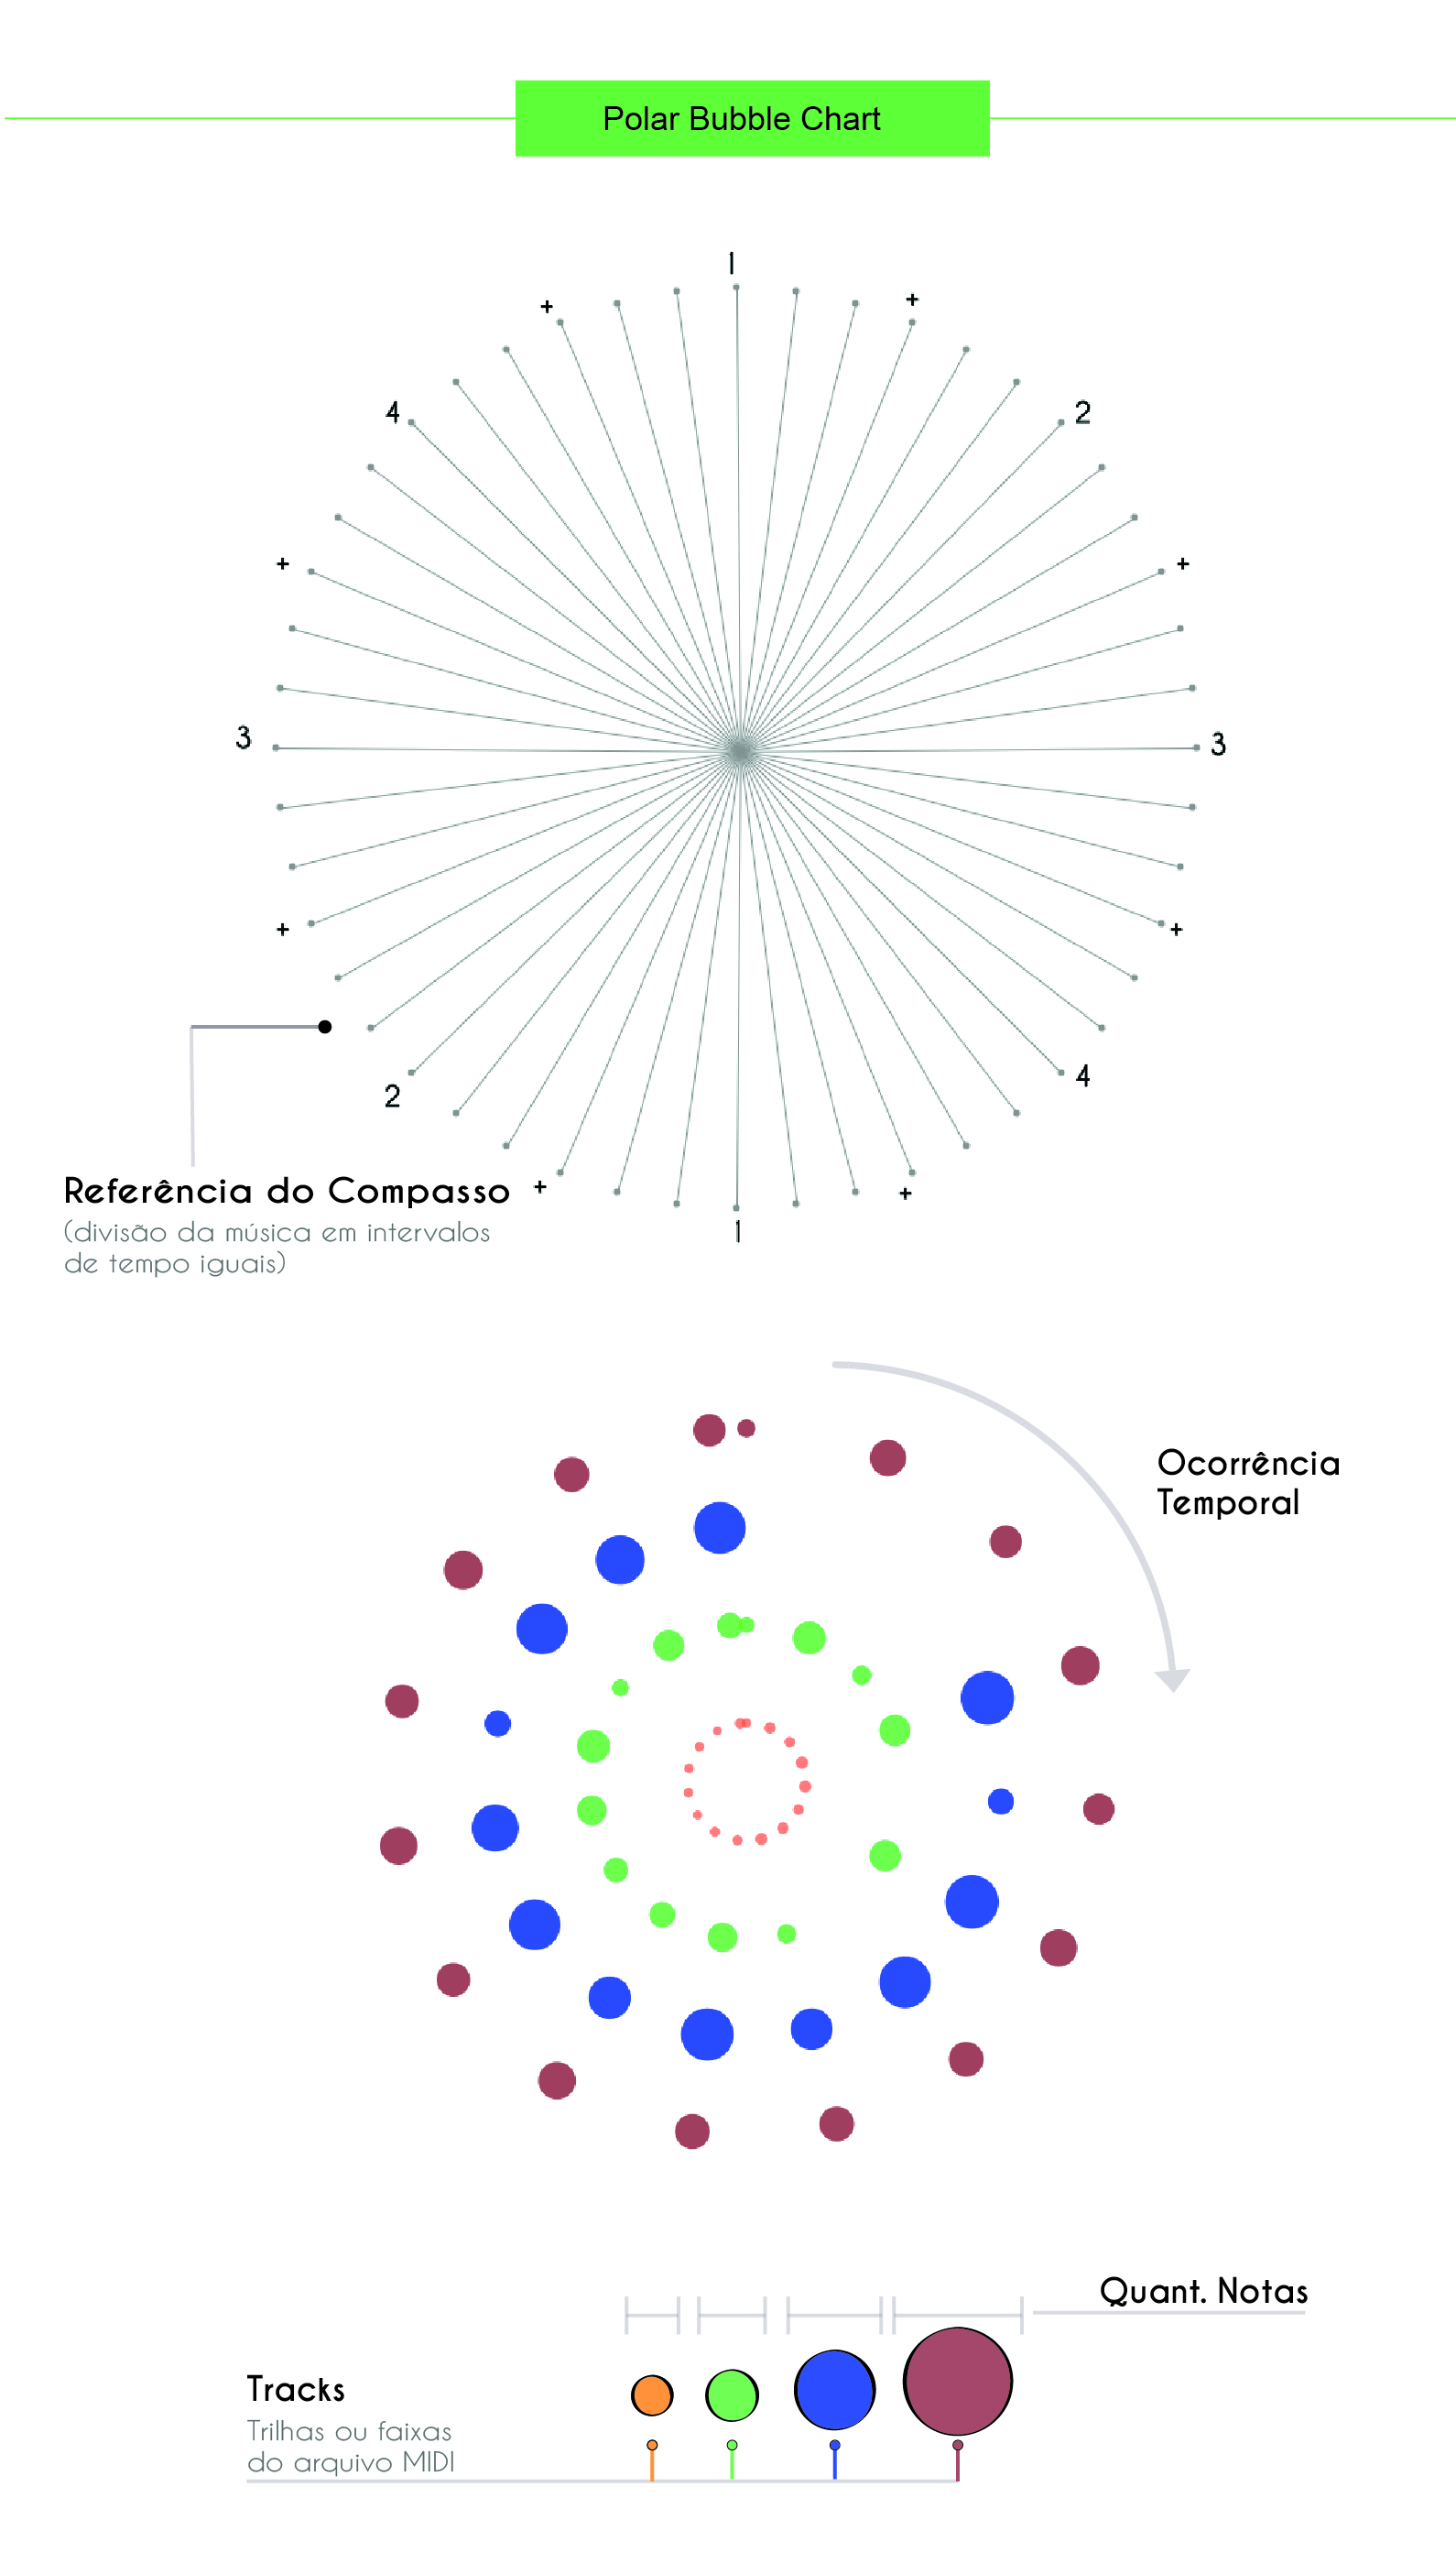 Polar Bubble Chart
1
+
+
4
2
+
+
3
3
+
+
2
4
+
+
1
Referência do Compasso
(divisão da música em intervalos
de tempo iguais)
Ocorrência
Temporal
Quant. Notas
Tracks
Trilhas ou faixas
do arquivo MIDI